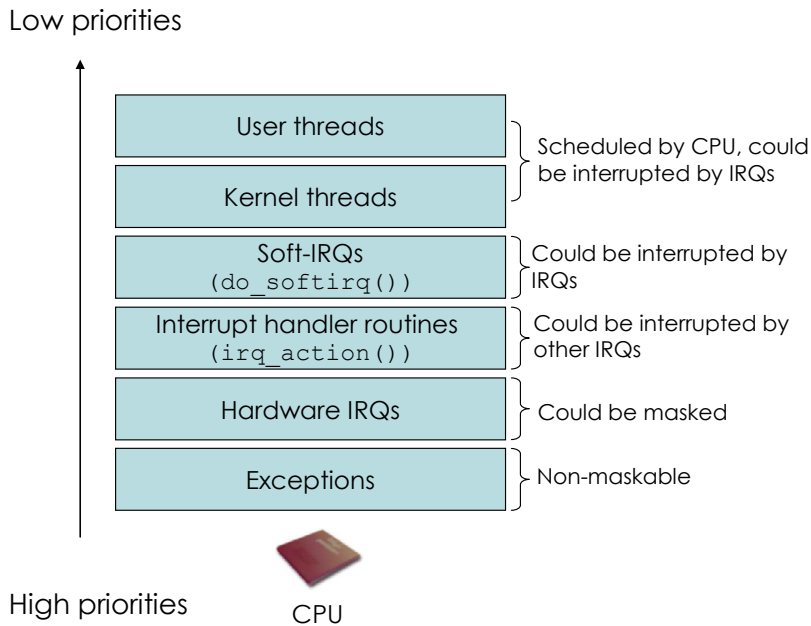 Low priorities
User threads
Kernel threads
Scheduled by CPU, could
be interrupted by IRQs
Soft-IRQs
(do_softirq())
Could be interrupted by
IRQs
Interrupt handler routines
(irq_action())
Could be interrupted by
other IRQs
Hardware IRQs
Could be masked
Exceptions
Non-maskable
High priorities
CPU